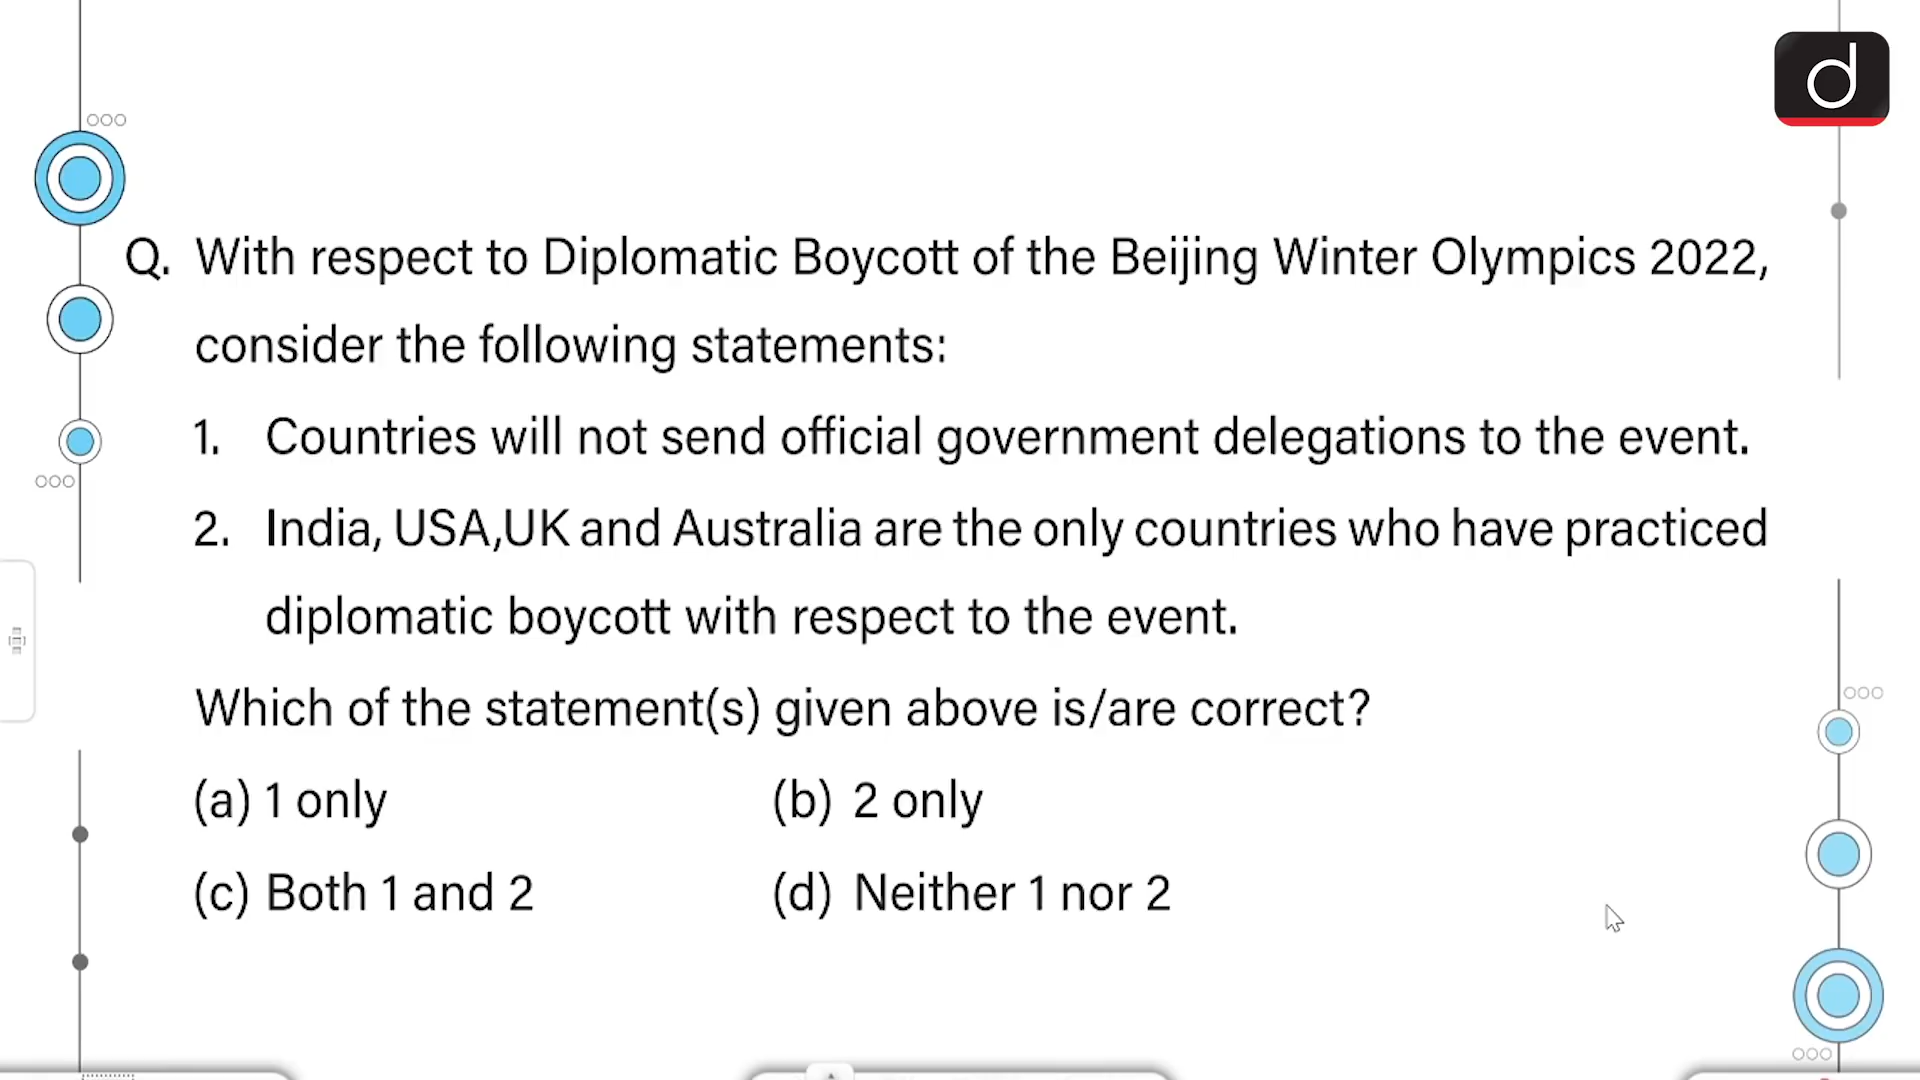 d
Q. With respect to Diplomatic Boycott of the Beijing Winter Olympics 2022,
consider the following statements:
1. Countries will not send official government delegations to the event.
2. India, USA,UK and Australia are the only countries who have practiced
diplomatic boycott with respect to the event.
Which of the statement(s) given above is/are correct?
(a) 1 only (b) 2 only
(c) Both 1 and 2 (d) Neither 1 nor 2